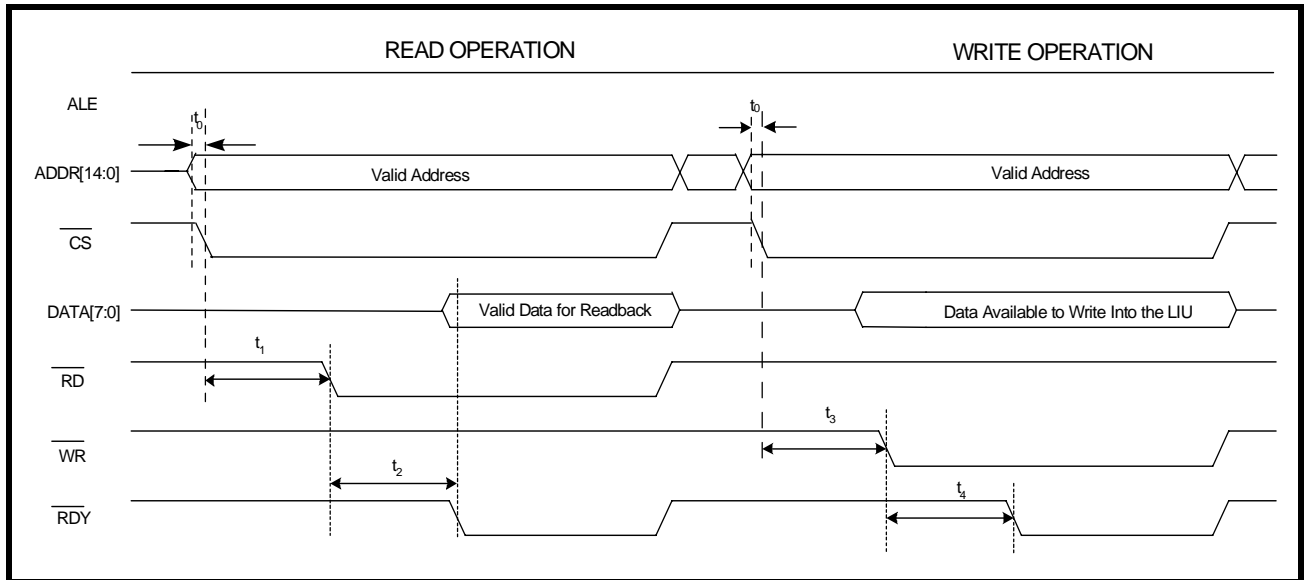 READ OPERATION WRITE OPERATION
ALE
t0 t0
ADDR[14:0] Valid Address Valid Address
CS
DATA[7:0] Valid Data for Readback Data Available to Write Into the LIU
t1
RD
t3
WR
t2 t4
RDY